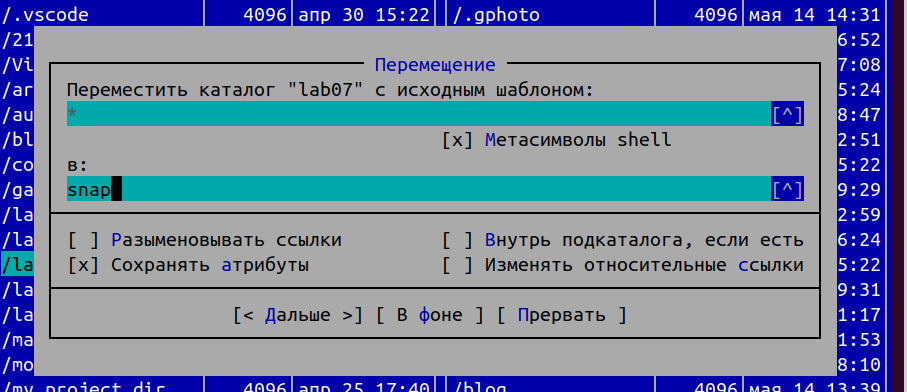 /.vscode 4096 апр 30 15:22 /.gphoto 4096 мая 14 14:31
/21 6:52
/Vi Перемещение 7:08
/ar Переместить каталог "lab07" с исходным шаблоном: 5:24
/au * [^] 8:47
/bl [x] Метасимволы shell 2:51
/co в: 5:22
/ga snap [^] 9:29
/la 2:59
/la [ ] Разыменовывать ссылки [ ] Внутрь подкаталога, если есть 6:24
/la [x] Сохранять атрибуты [ ] Изменять относительные ссылки 5:22
/la 9:31
/la [< Дальше >] [ В фоне ] [ Прервать ] 1:17
/ma 1:53
/mo 8:10
/my_project_dir 4096 апр 25 17:40 /blog 4096 мая 14 13:39